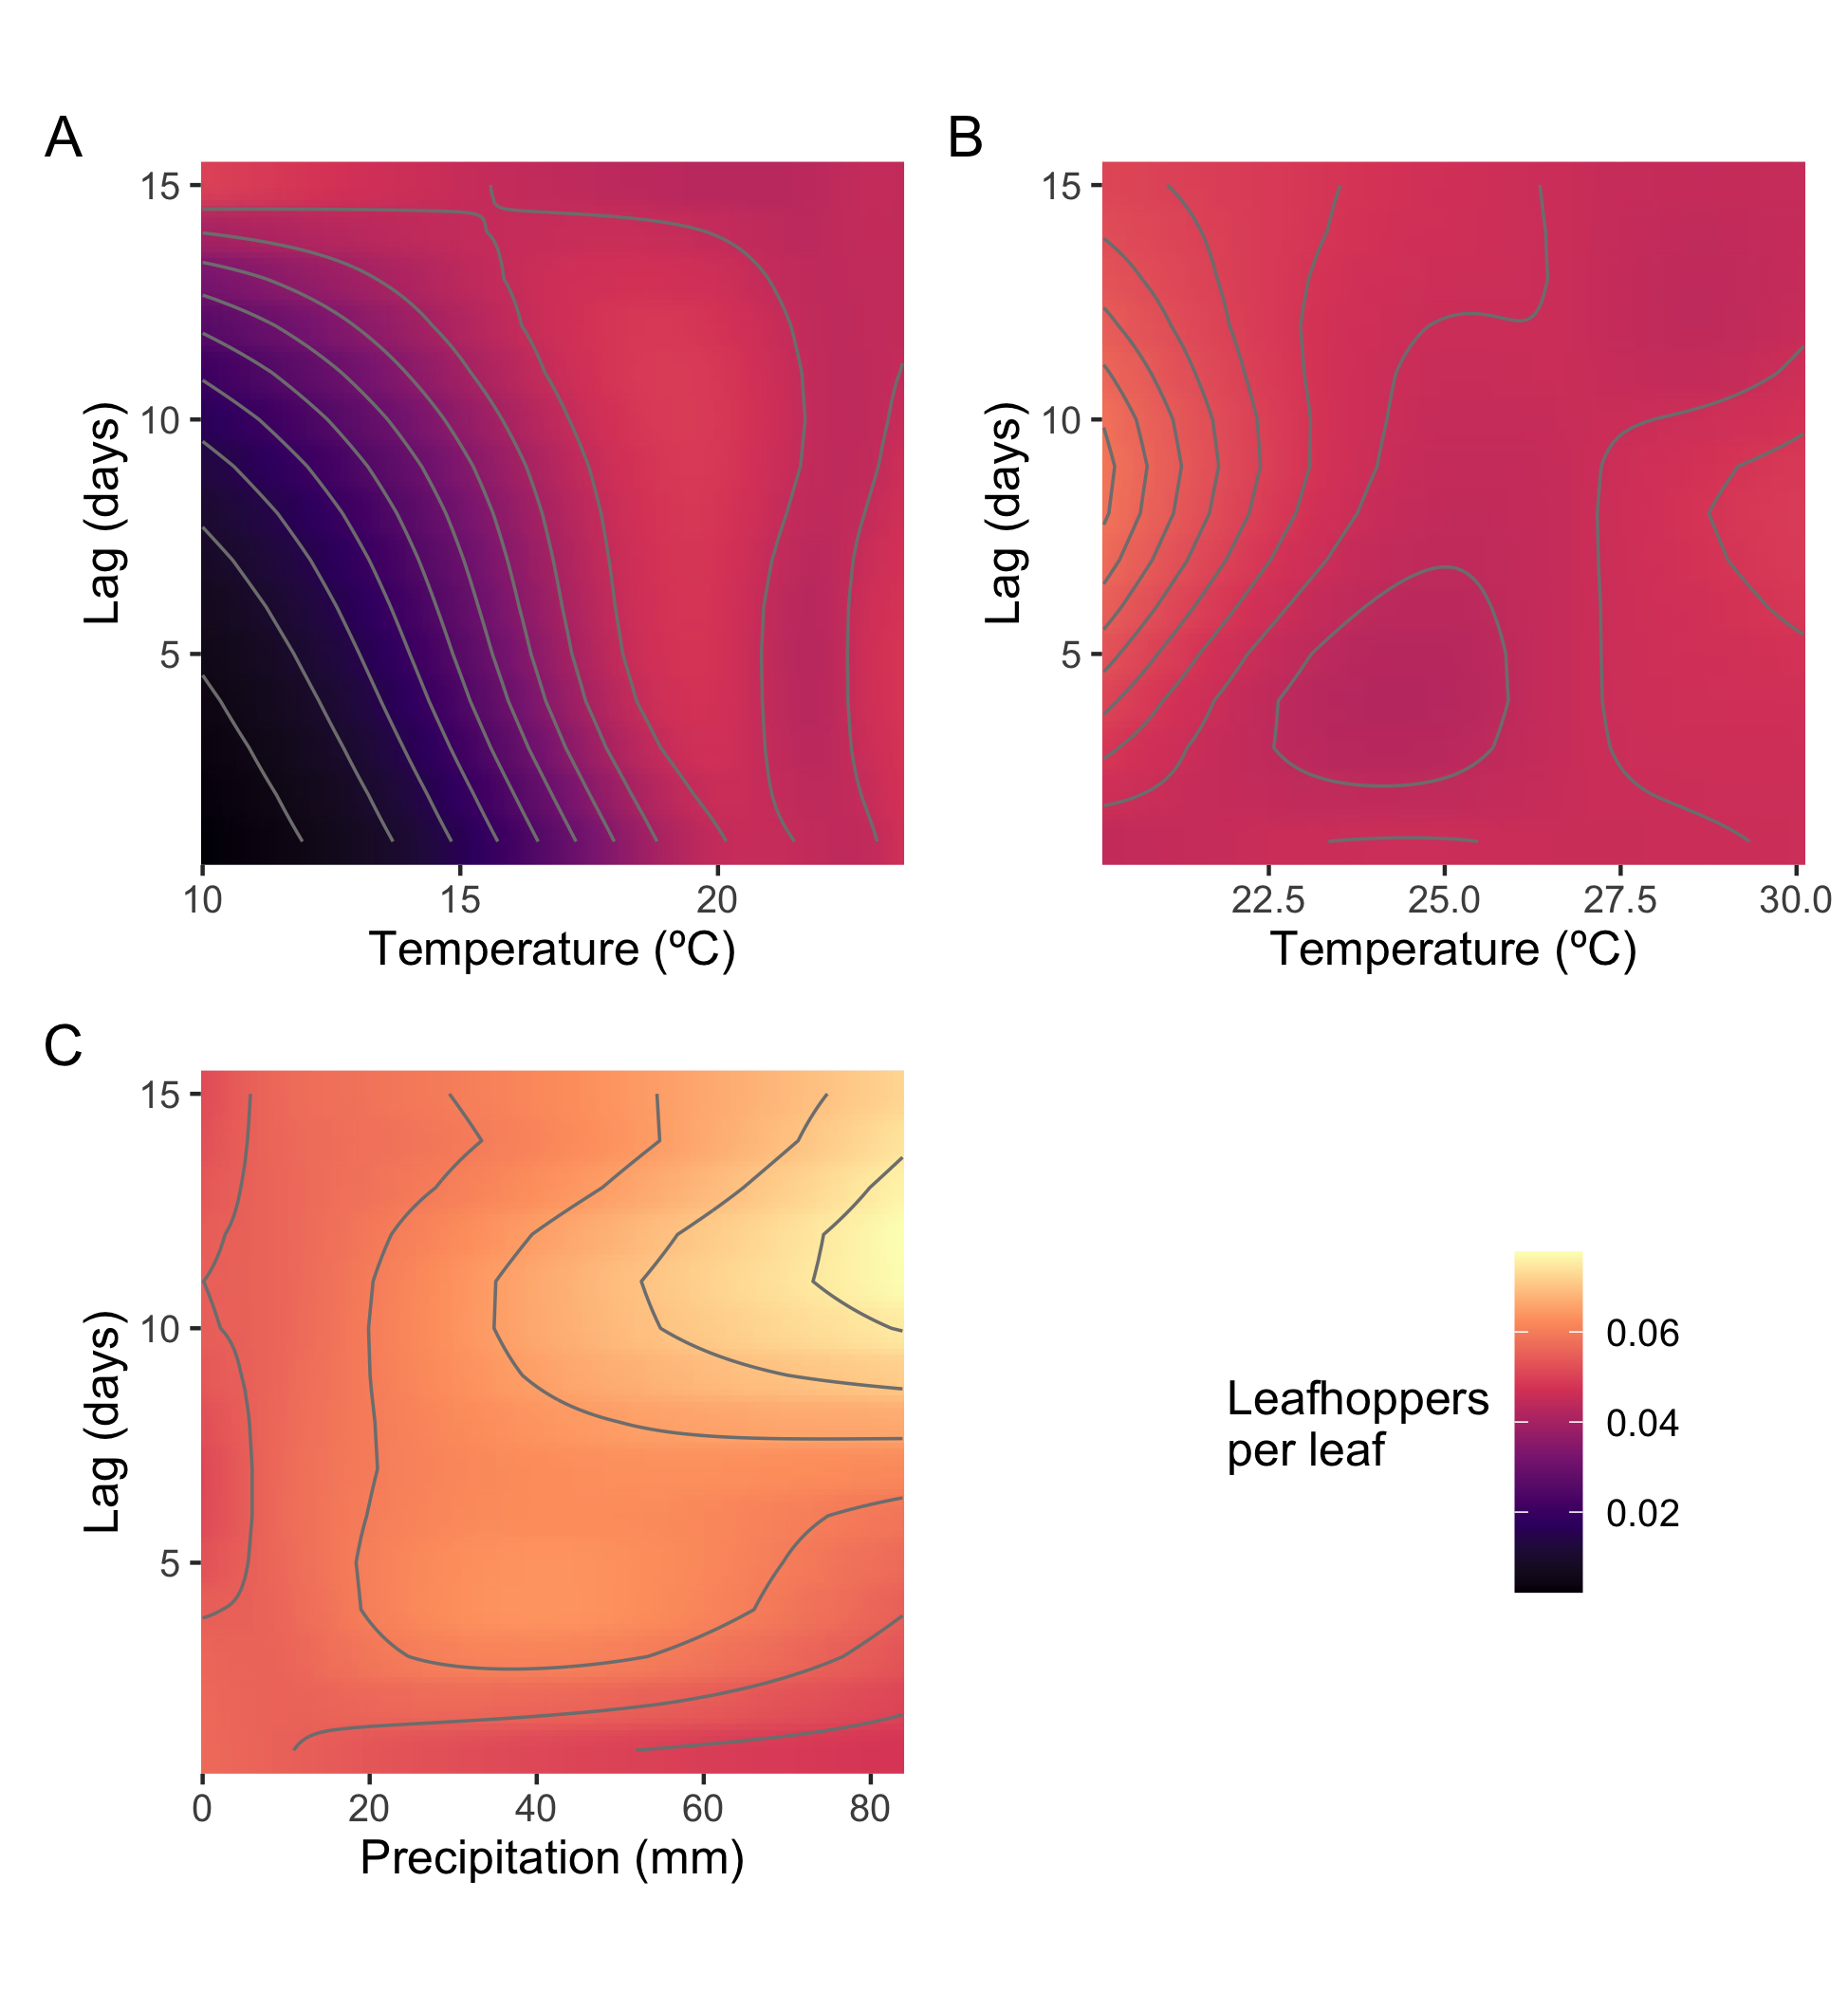 A
15
10
5
Lag (days)
10 15 20
Temperature (ºC)
B
15
10
5
Lag (days)
22.5 25.0 27.5 30.0
Temperature (ºC)
C
15
10
5
Lag (days)
0 20 40 60 80
Precipitation (mm)
Leafhoppers
per leaf
0.06
0.04
0.02